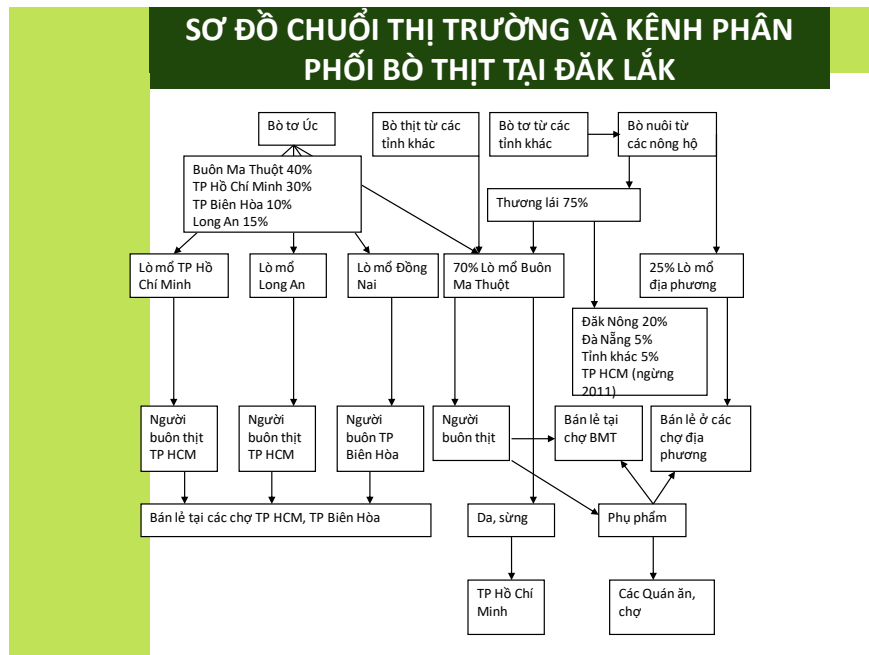 SƠ ĐỒ CHUỔI THỊ TRƯỜNG VÀ KÊNH PHÂN
PHỐI BÒ THỊT TẠI ĐĂK LẮK
Bò tơ Úc
Bò thịt từ các
tỉnh khác
Bò tơ từ các
tỉnh khác
Bò nuôi từ
các nông hộ
Buôn Ma Thuột 40%
TP Hồ Chí Minh 30%
TP Biên Hòa 10%
Long An 15%
Thương lái 75%
Lò mổ TP Hồ
Chí Minh
Lò mổ
Long An
Lò mổ Đồng
Nai
70% Lò mổ Buôn
Ma Thuột
25% Lò mổ
địa phương
Đăk Nông 20%
Đà Nẵng 5%
Tỉnh khác 5%
TP HCM (ngừng
2011)
Người
buôn thịt
TP HCM
Người
buôn thịt
TP HCM
Người
buôn TP
Biên Hòa
Người
buôn thịt
Bán lẻ tại
chợ BMT
Bán lẻ ở các
chợ địa
phương
Bán lẻ tại các chợ TP HCM, TP Biên Hòa
Da, sừng
Phụ phẩm
TP Hồ Chí
Minh
Các Quán ăn,
chợ